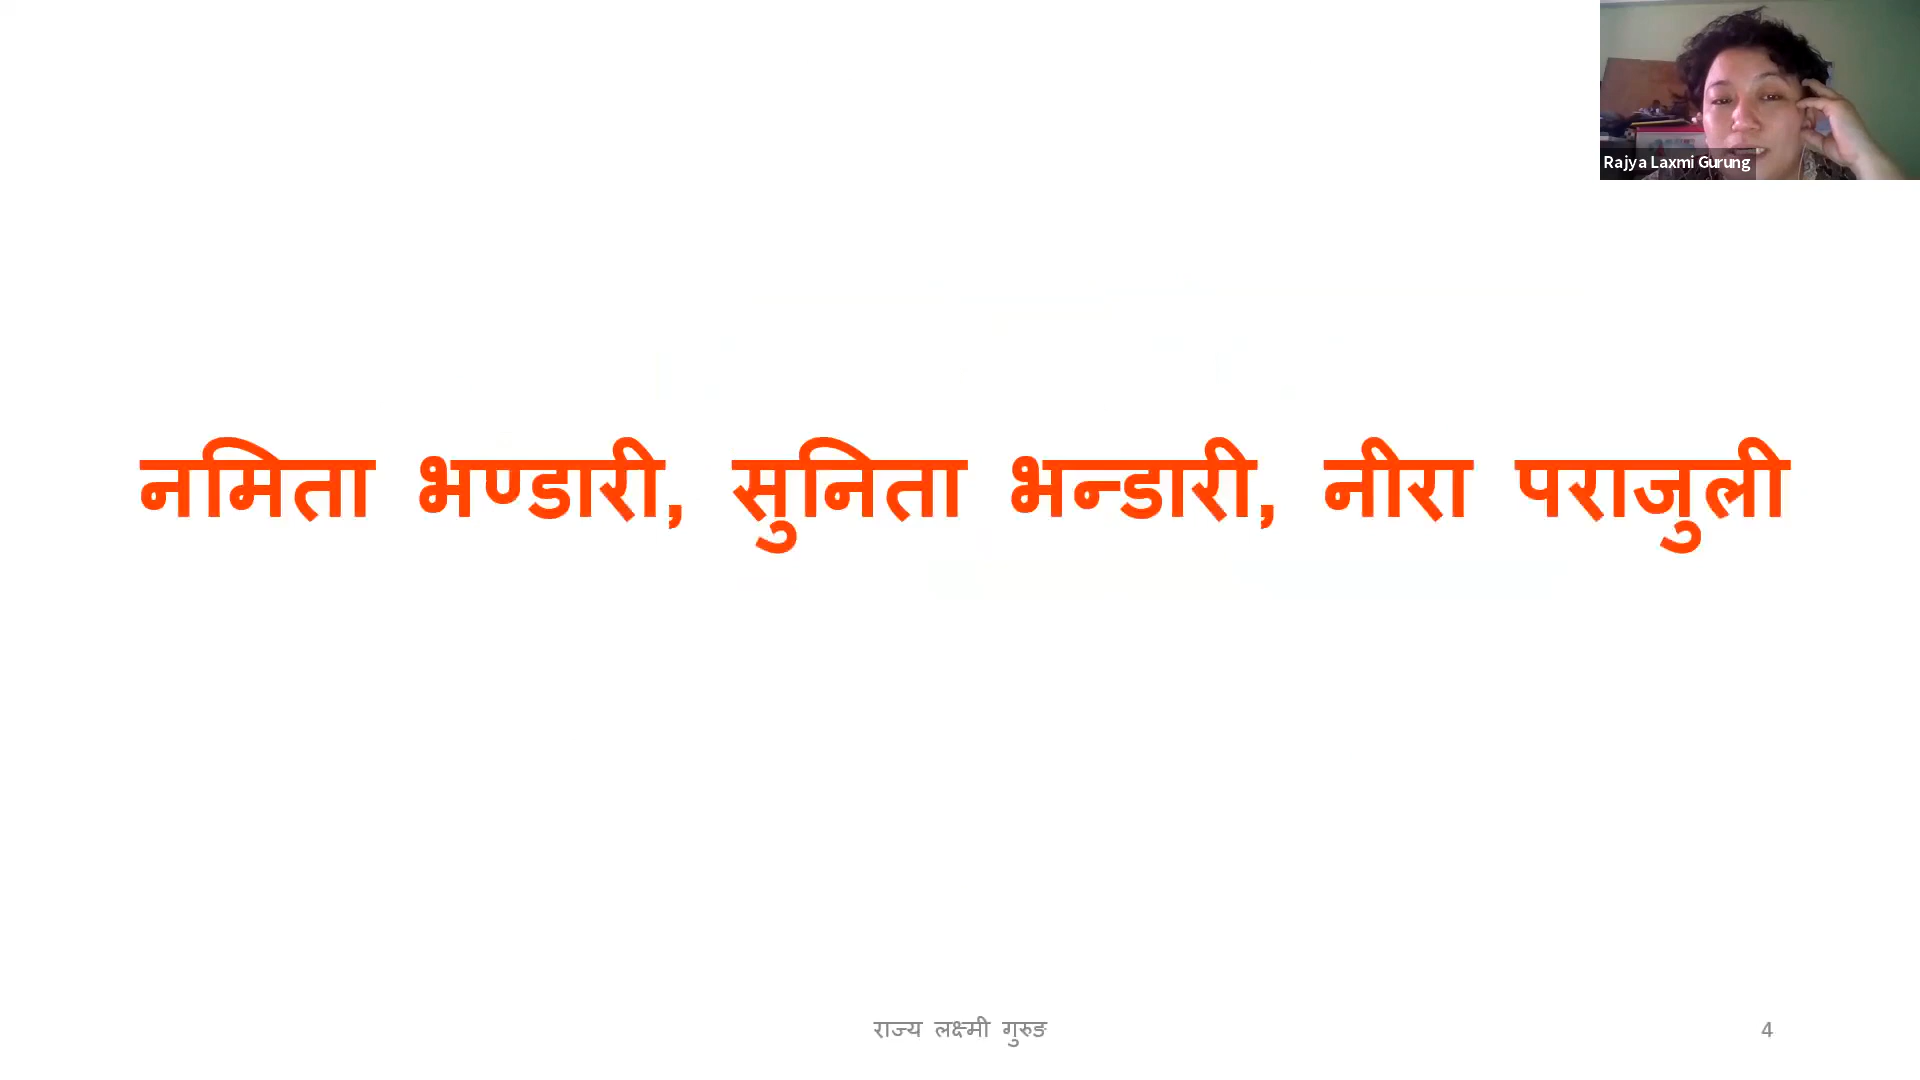 Rajya Laxmi Gurung
नमिता भण्डारी, सुनिता भन्डारी, नीरा पराजुली
राज्य लक्ष्मी गुरुङ
4